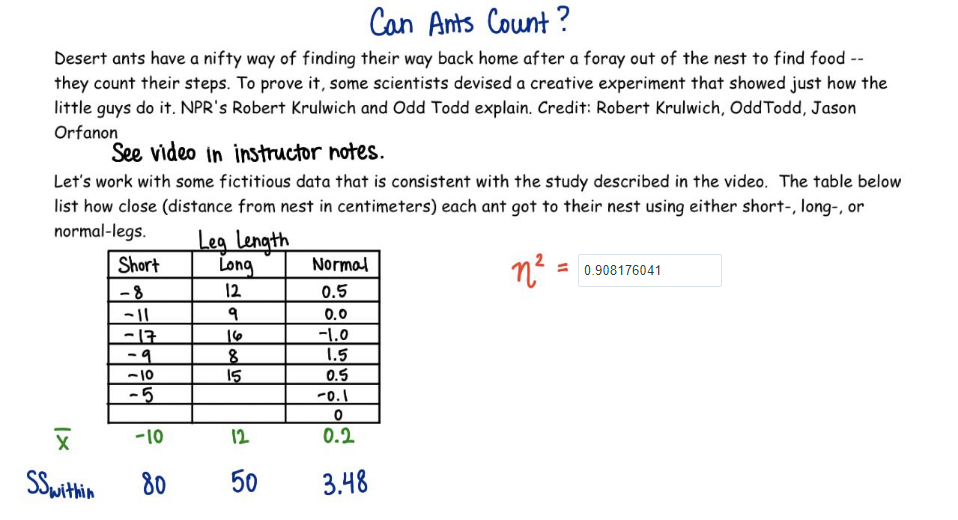 Can Ants Count?
Desert ants have a nifty way of finding their way back home after a foray out of the nest to find food --
they count their steps. To prove it, some scientists devised a creative experiment that showed just how the
little guys do it. NPR's Robert Krulwich and Odd Todd explain. Credit: Robert Krulwich, OddTodd, Jason
Orfanon
See video in instructor notes.
Let's work with some fictitious data that is consistent with the study described in the video. The table below
list how close (distance from nest in centimeters) each ant got to their nest using either short-, long-, or
normal-legs.
Leg Length
Short Long Normal
-8 12 0.5
-11 9 0.0
-17 16 -1.0
-9 8 1.5
-10 15 0.5
-5 -0.1
0
x̅ -10 12 0.2
SSwithin 80 50 3.48
η² = 0.908176041